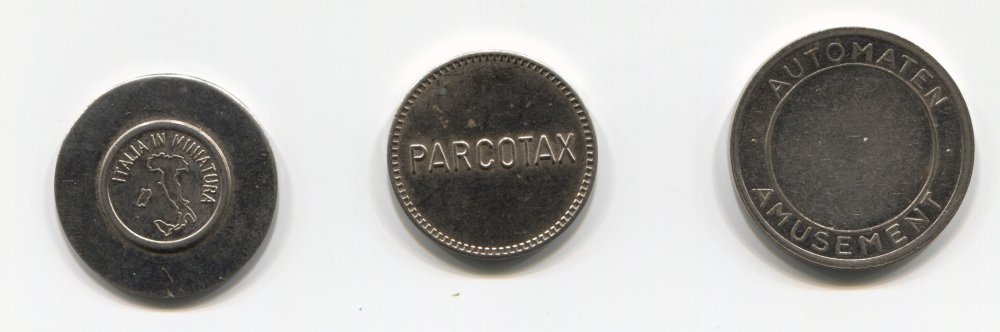 ITALIA IN MINIATURA
PARCOTAX
AUTOMATEN
AMUSEMENT